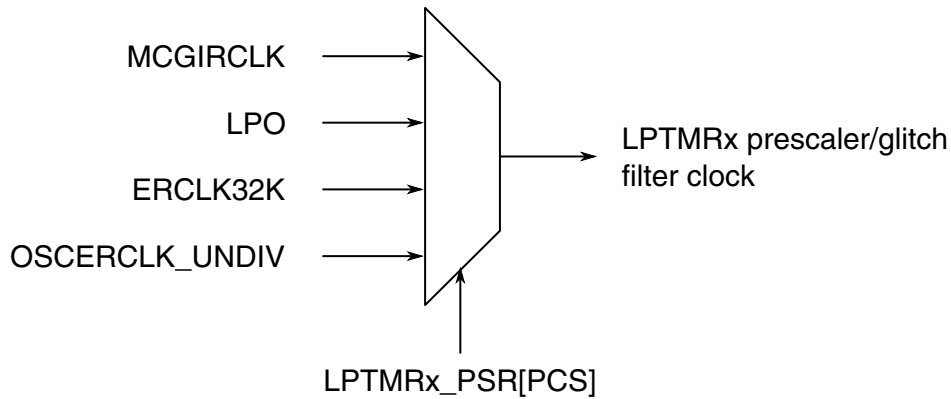 MCGIRCLK
LPO
ERCLK32K
OSCERCLK_UNDIV
LPTMRx prescaler/glitch
filter clock
LPTMRx_PSR[PCS]